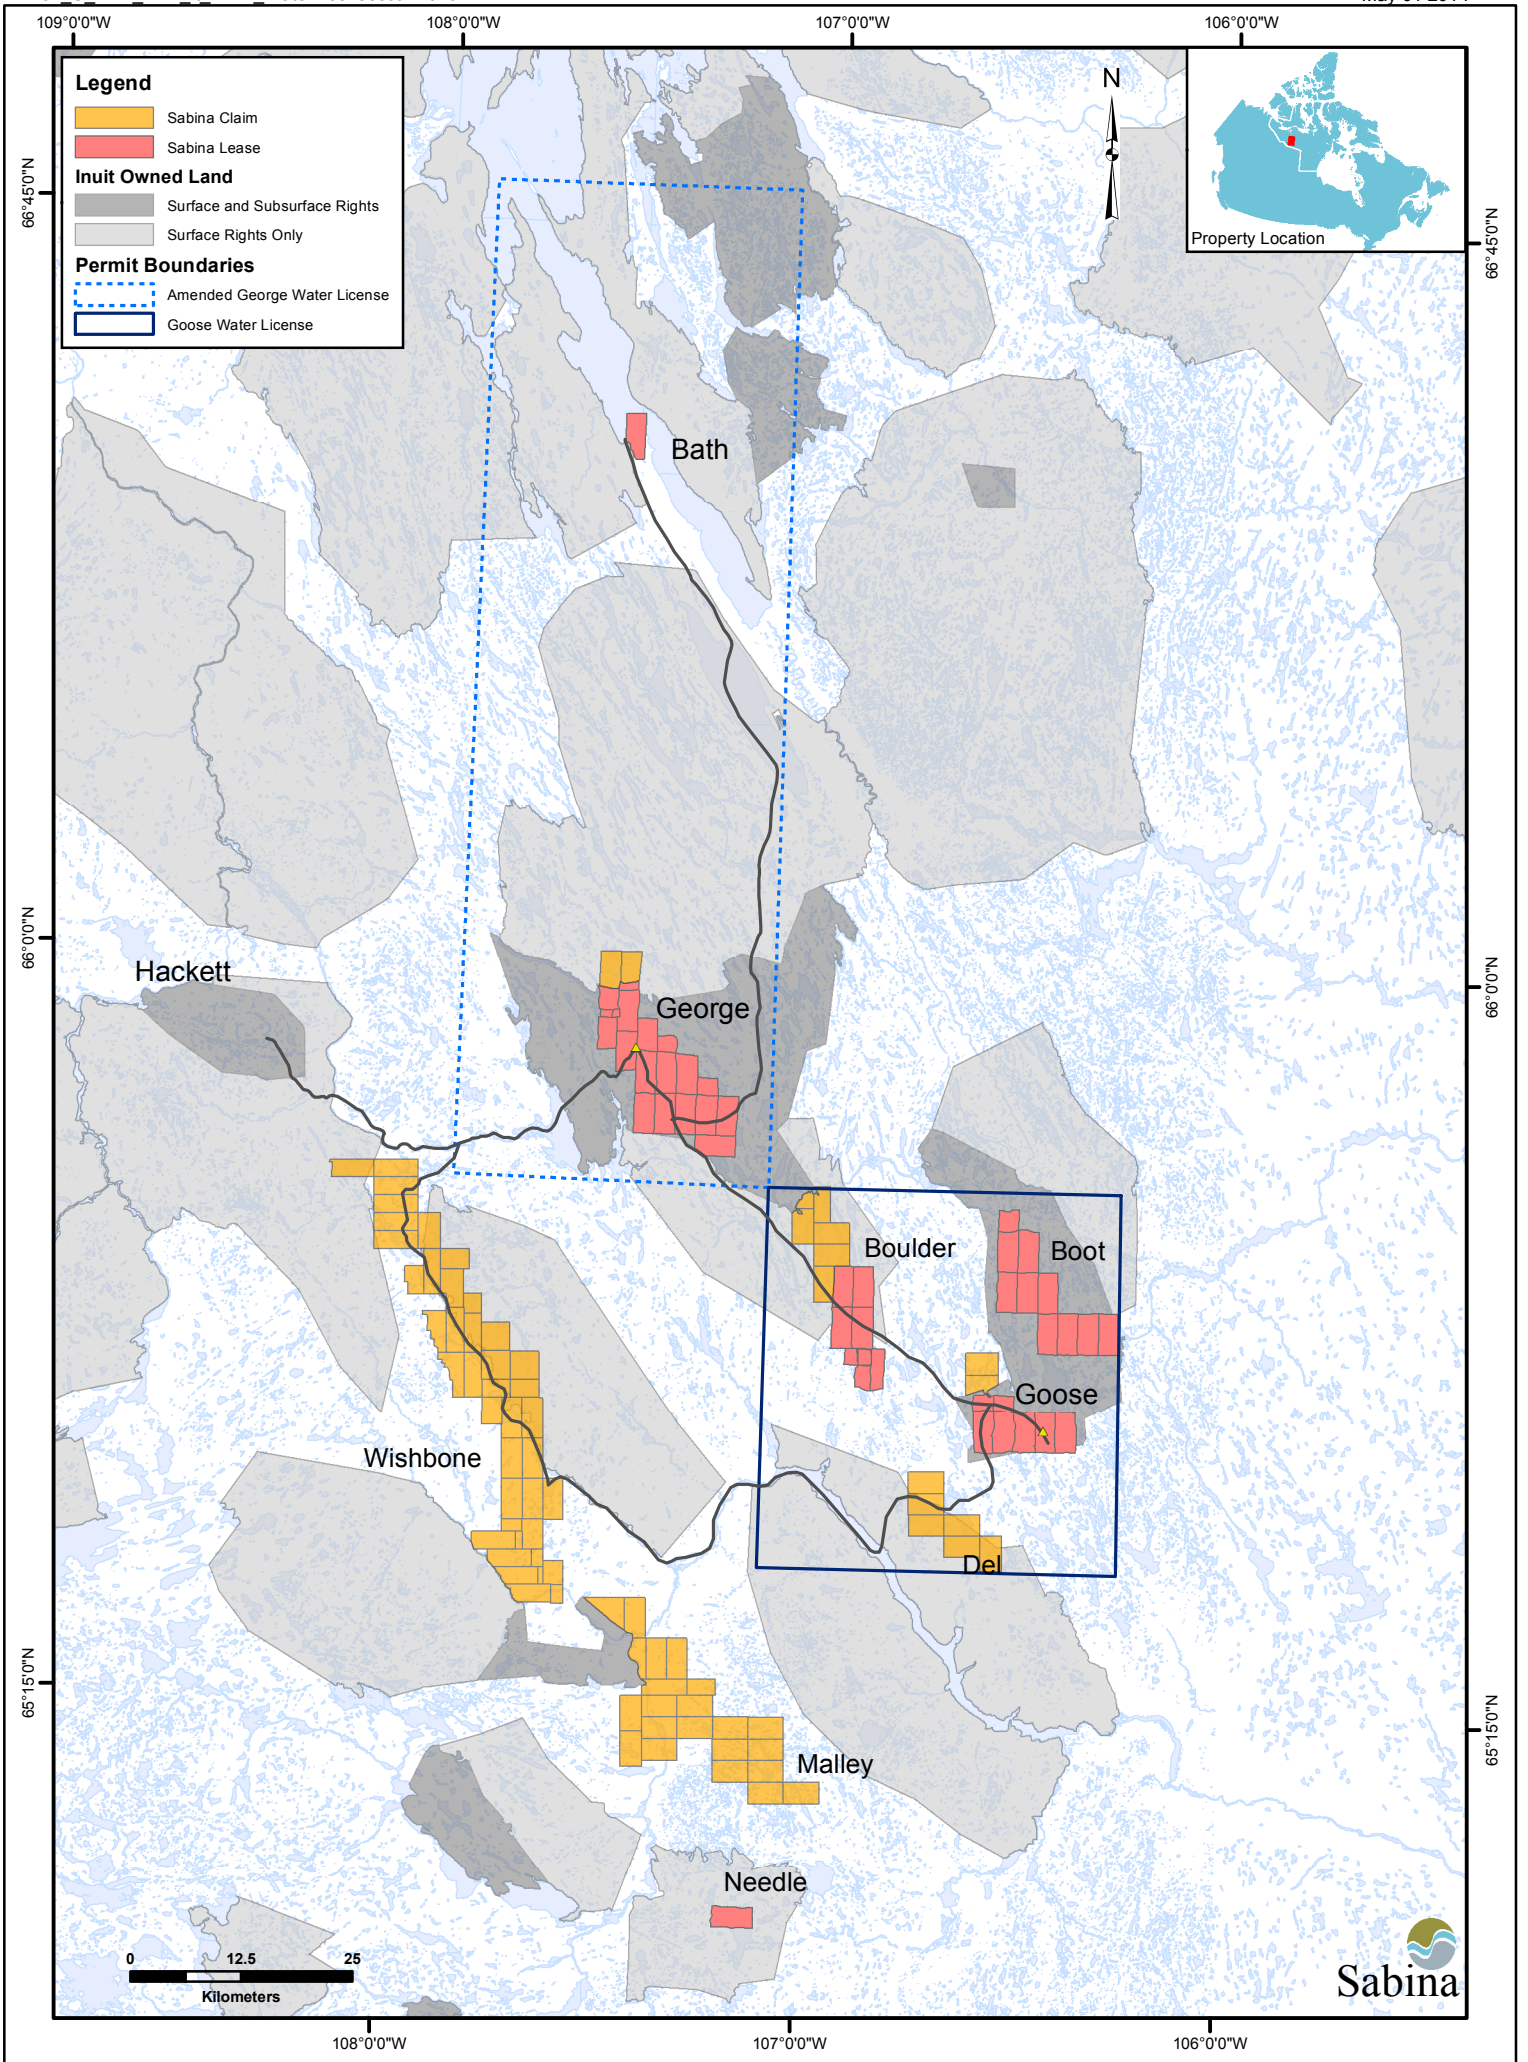 109°0'0"W
108°0'0"W
107°0'0"W
106°0'0"W
Legend
Sabina Claim
Sabina Lease
Inuit Owned Land
Surface and Subsurface Rights
Surface Rights Only
Permit Boundaries
Amended George Water License
Goose Water License
N
Property Location
66°45'0"N
66°45'0"N
Bath
66°0'0"N
66°0'0"N
Hackett
George
Boulder
Boot
Goose
Wishbone
Del
65°15'0"N
65°15'0"N
Malley
Needle
0 12.5 25
Kilometers
Sabina
108°0'0"W
107°0'0"W
106°0'0"W